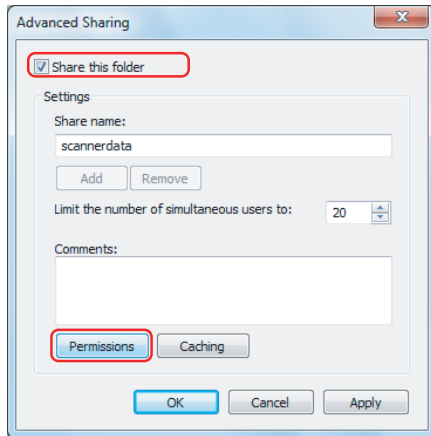 Advanced Sharing
Share this folder
Settings
Share name:
scannerdata
Add Remove
Limit the number of simultaneous users to: 20
Comments:
Permissions Caching
OK Cancel Apply